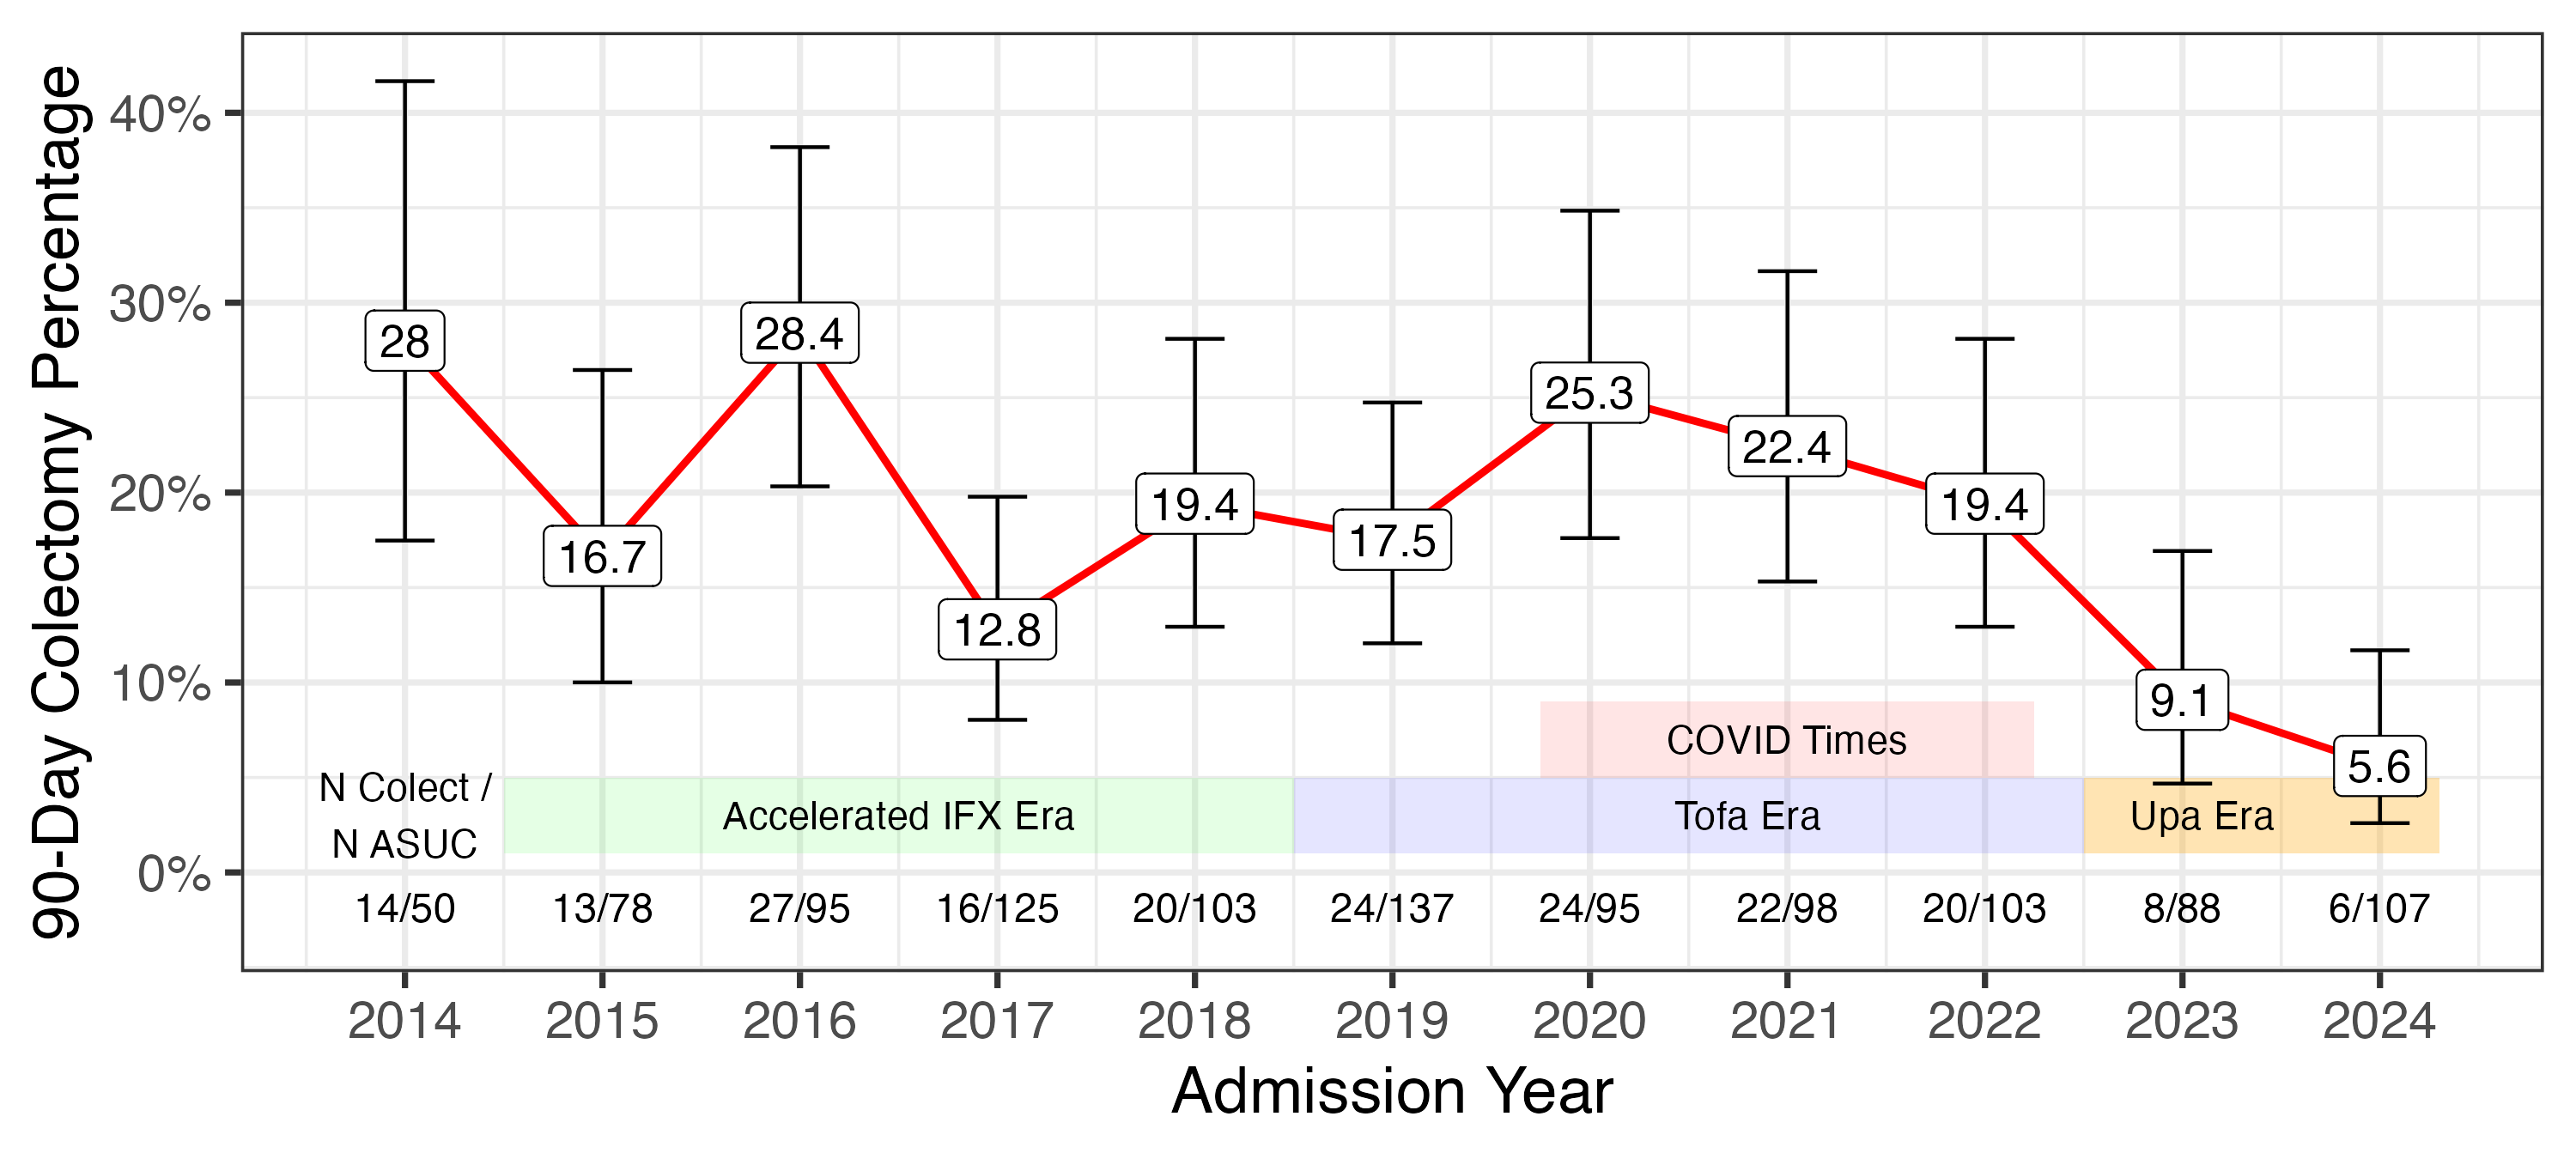 90-Day Colectomy Percentage
40%
30%
20%
10%
0%
28
16.7
28.4
12.8
19.4
17.5
25.3
22.4
19.4
9.1
5.6
COVID Times
N Colect /
N ASUC
Accelerated IFX Era
Tofa Era
Upa Era
14/50 13/78 27/95 16/125 20/103 24/137 24/95 22/98 20/103 8/88 6/107
2014 2015 2016 2017 2018 2019 2020 2021 2022 2023 2024
Admission Year